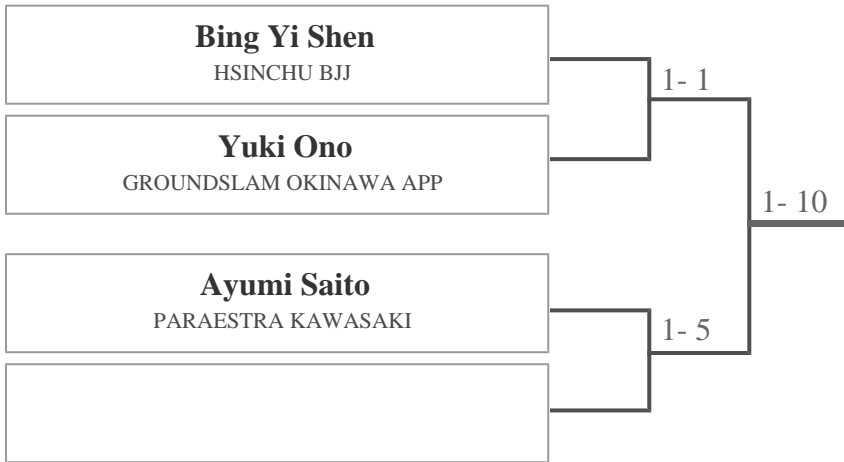 Bing Yi Shen
HSINCHU BJJ
1- 1
Yuki Ono
GROUNDSLAM OKINAWA APP
1- 10
Ayumi Saito
PARAESTRA KAWASAKI
1- 5